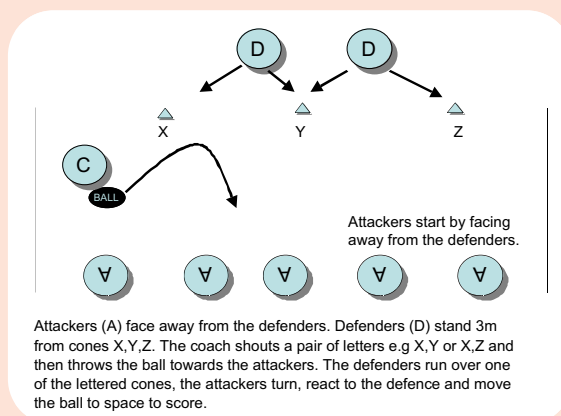 D D
X Y Z
C
BALL
Attackers start by facing
away from the defenders.
A A A A A
Attackers (A) face away from the defenders. Defenders (D) stand 3m
from cones X,Y,Z. The coach shouts a pair of letters e.g X,Y or X,Z and
then throws the ball towards the attackers. The defenders run over one
of the lettered cones, the attackers turn, react to the defence and move
the ball to space to score.